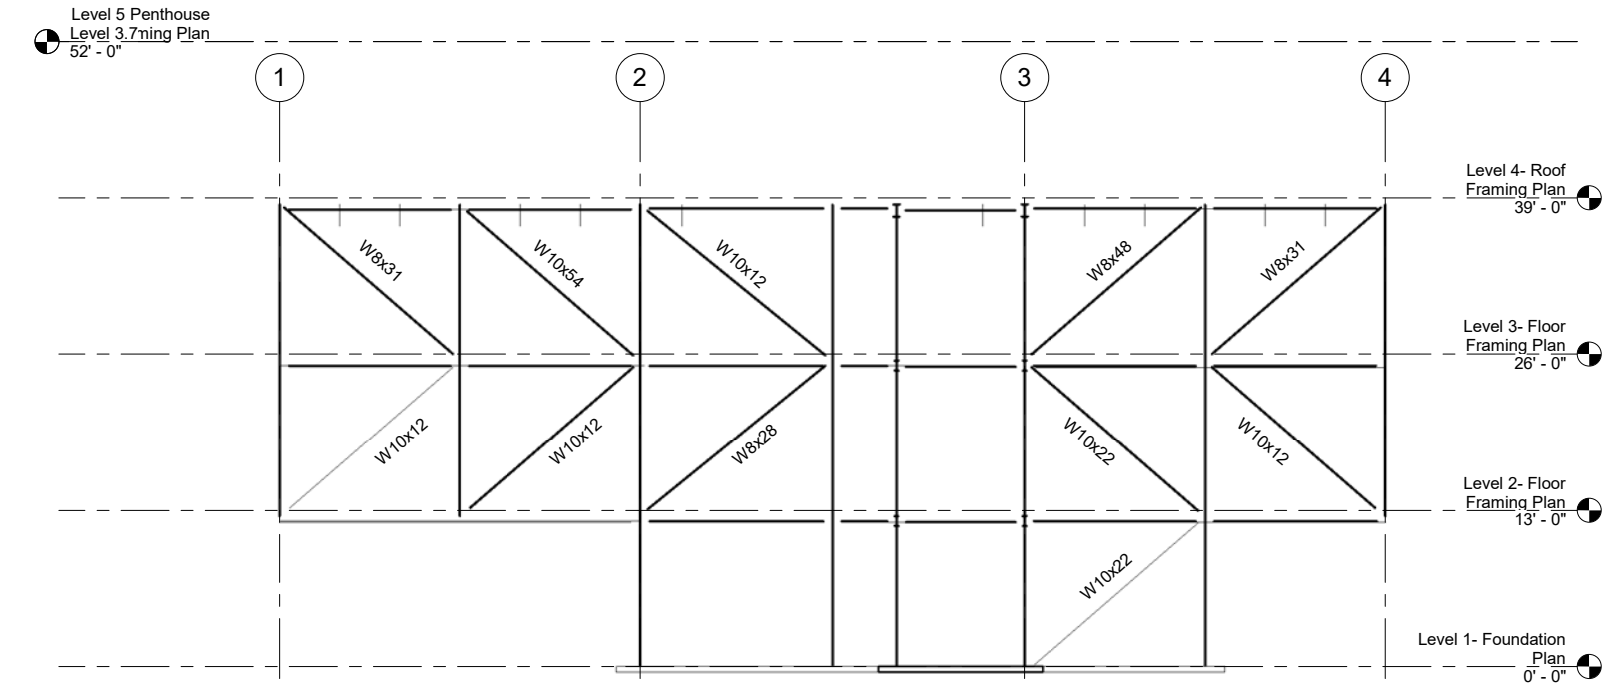 Level 5 Penthouse
Level 3.7ming Plan
52' - 0"
1
2
3
4
Level 4- Roof
Framing Plan
39' - 0"
W8x31
W10x54
W10x12
W8x48
W8x31
Level 3- Floor
Framing Plan
26' - 0"
W10x12
W10x12
W8x28
W10x22
W10x12
Level 2- Floor
Framing Plan
13' - 0"
W10x22
Level 1- Foundation
Plan
0' - 0"